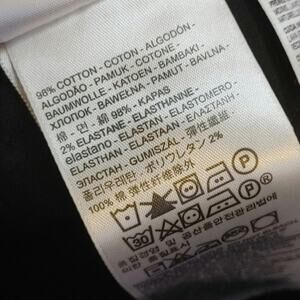 98% COTTON - COTON - ALGODÓN -
ALGODÃO - PAMUK - COTONE -
BAUMWOLLE - KATOEN - BAMBAKI -
ХЛОПОК - BAWEŁNA - PAMUT - BAVLNA -
棉 - 면 - 綿 98% - KAPAS
2% ELASTANE - ELASTHANNE -
elastano - ELASTAN - ELASTOMERO -
ELASTHAN - ELASTAAN - ΕΛΑΣΤΑΝΗ -
ЭЛАСТАН - GUMISZÁL - 彈性纖維 -
폴리우레탄 - ポリウレタン 2%
100% 棉 弹性纤维除外
P
30